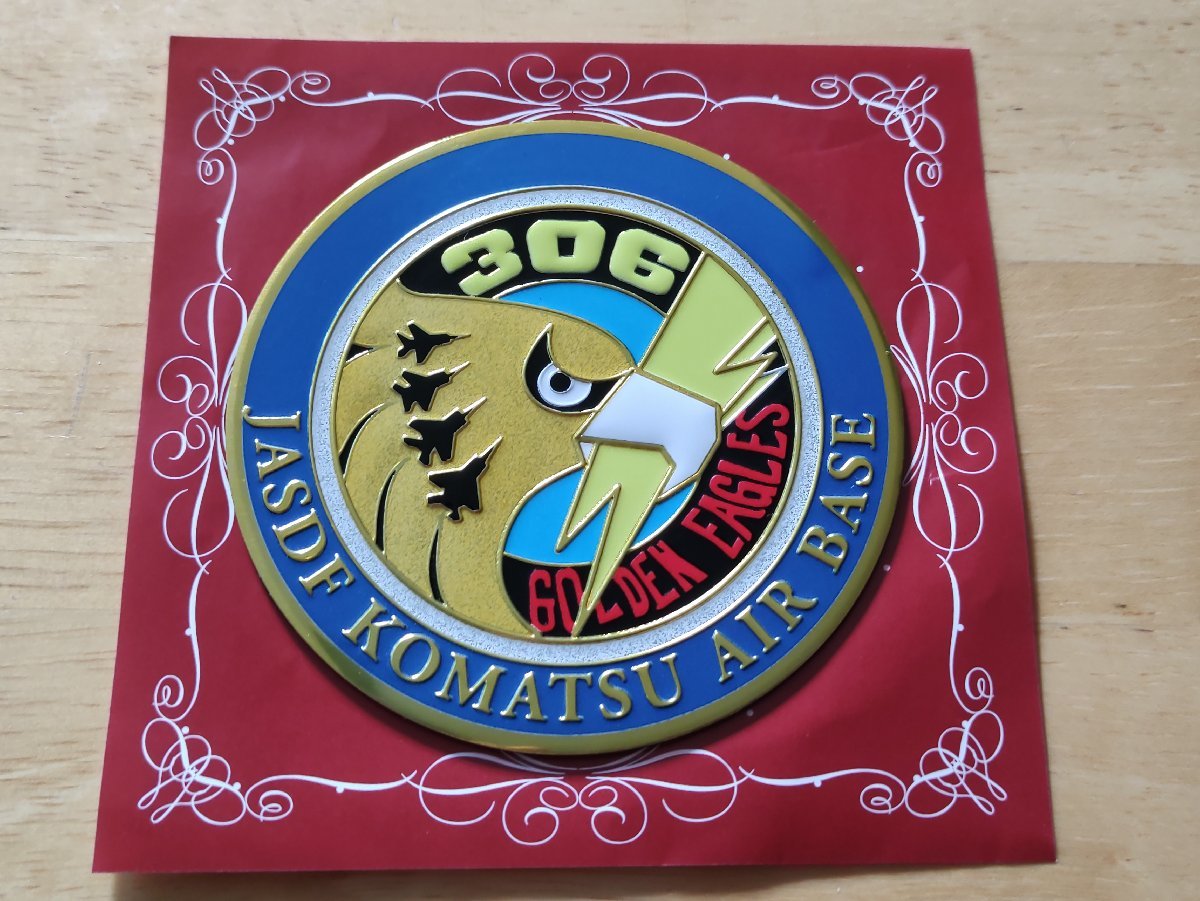 306
GOLDEN EAGLES
JASDF KOMATSU AIR BASE